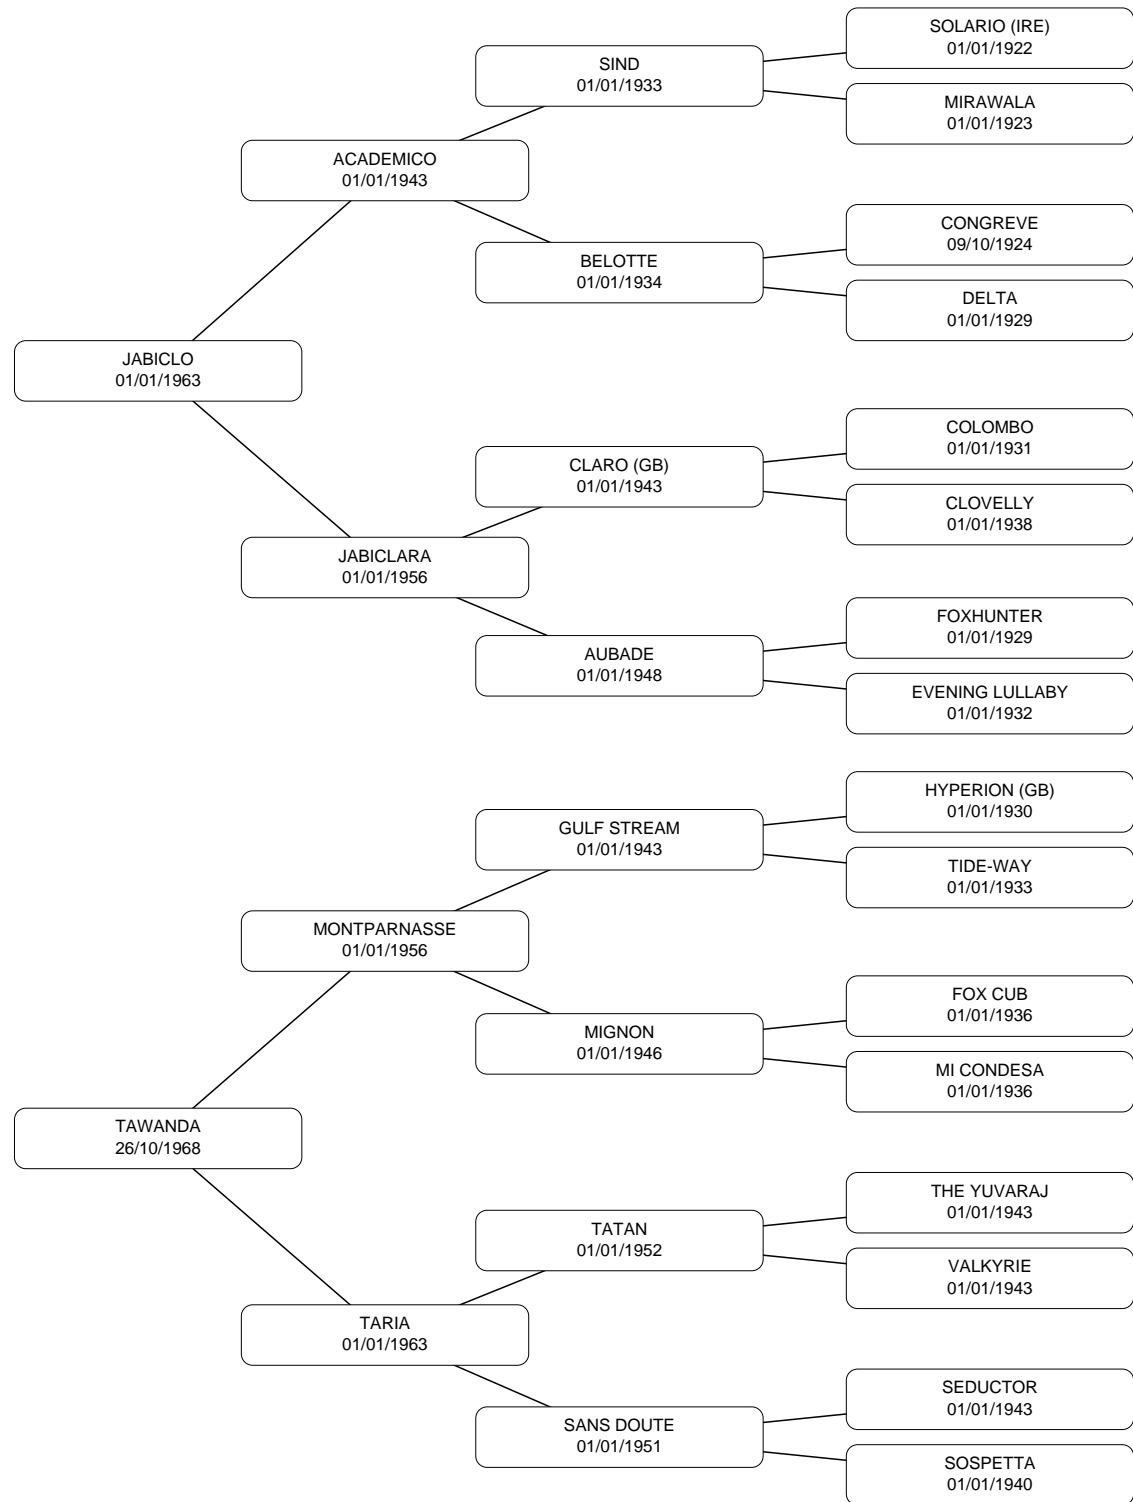 SOLARIO (IRE)
01/01/1922
SIND
01/01/1933
MIRAWALA
01/01/1923
ACADEMICO
01/01/1943
CONGREVE
09/10/1924
BELOTTE
01/01/1934
DELTA
01/01/1929
JABICLO
01/01/1963
COLOMBO
01/01/1931
CLARO (GB)
01/01/1943
CLOVELLY
01/01/1938
JABICLARA
01/01/1956
FOXHUNTER
01/01/1929
AUBADE
01/01/1948
EVENING LULLABY
01/01/1932
HYPERION (GB)
01/01/1930
GULF STREAM
01/01/1943
TIDE-WAY
01/01/1933
MONTPARNASSE
01/01/1956
FOX CUB
01/01/1936
MIGNON
01/01/1946
MI CONDESA
01/01/1936
TAWANDA
26/10/1968
THE YUVARAJ
01/01/1943
TATAN
01/01/1952
VALKYRIE
01/01/1943
TARIA
01/01/1963
SEDUCTOR
01/01/1943
SANS DOUTE
01/01/1951
SOSPETTA
01/01/1940